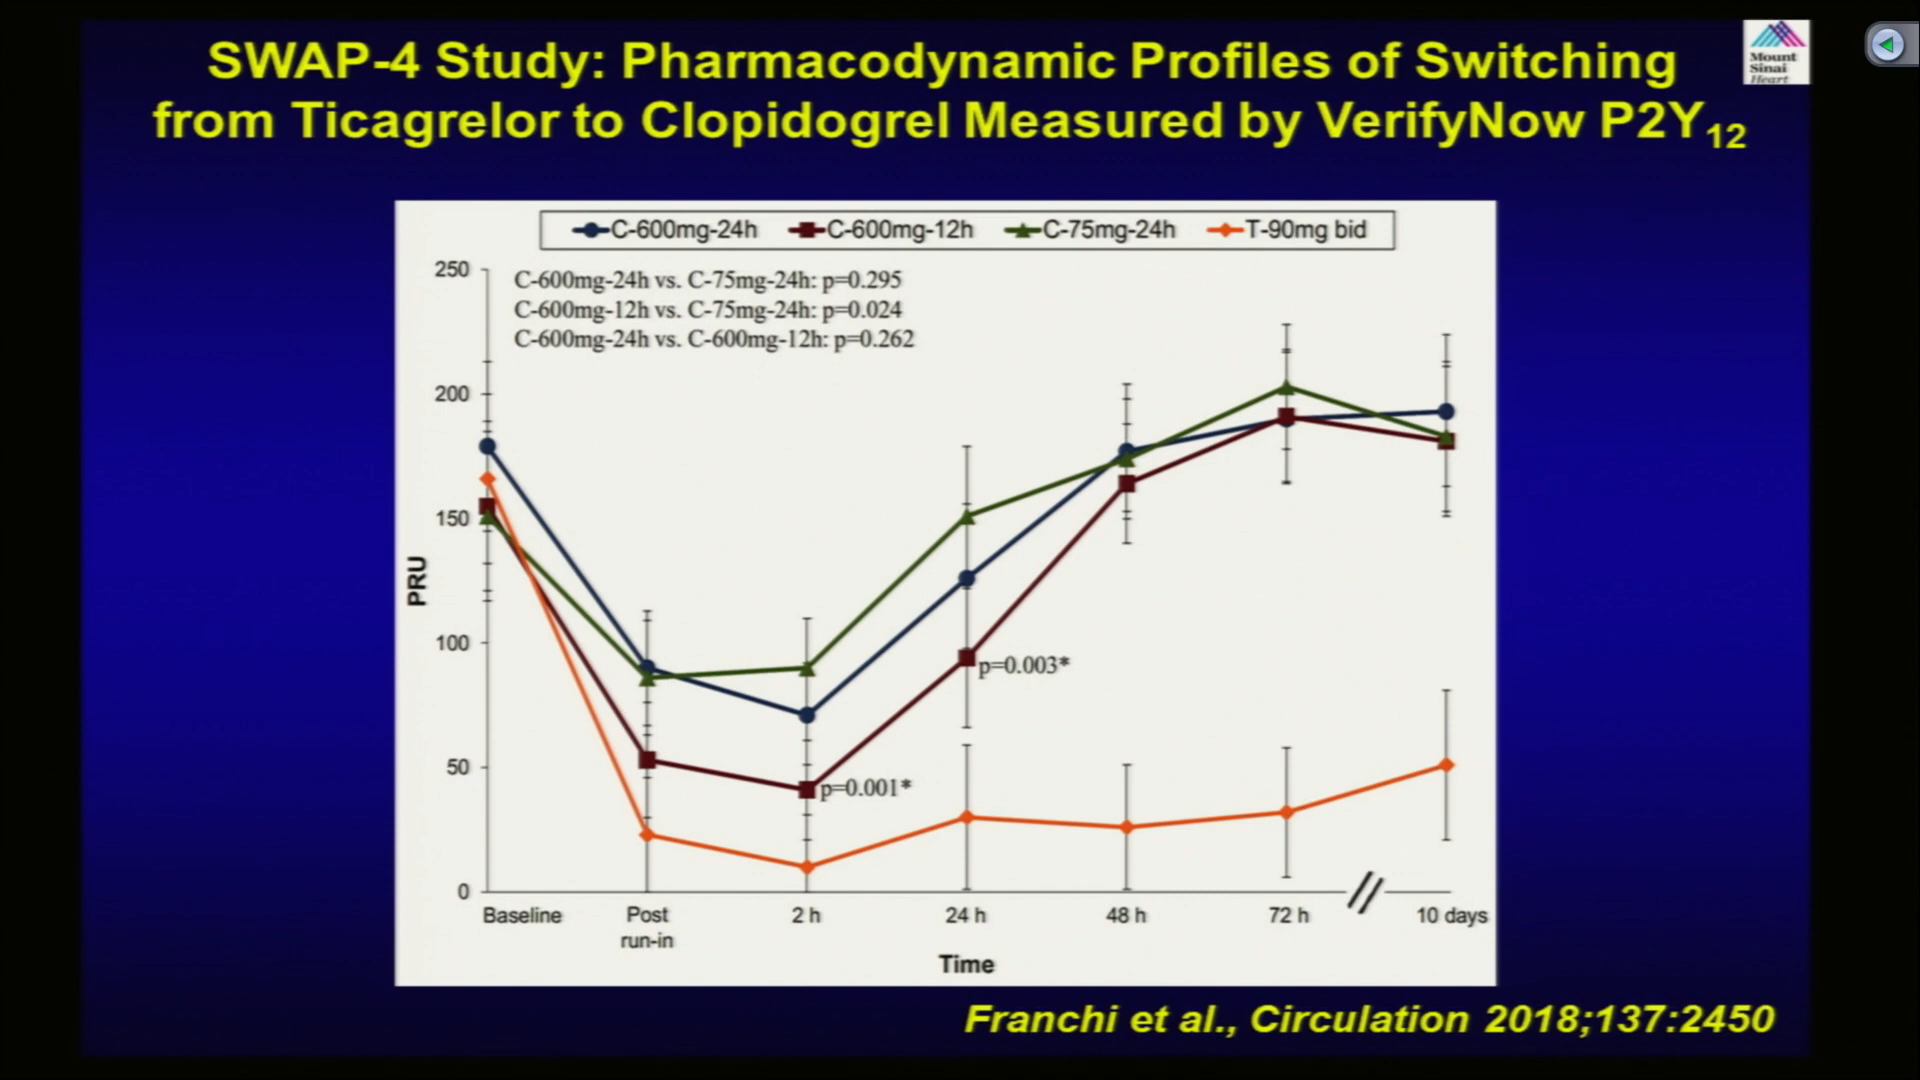 SWAP-4 Study: Pharmacodynamic Profiles of Switching
from Ticagrelor to Clopidogrel Measured by VerifyNow P2Y12
Mount
Sinai
Heart
C-600mg-24h C-600mg-12h C-75mg-24h T-90mg bid
C-600mg-24h vs. C-75mg-24h: p=0.295
C-600mg-12h vs. C-75mg-24h: p=0.024
C-600mg-24h vs. C-600mg-12h: p=0.262
250
200
150
100
50
0
PRU
p=0.003*
p=0.001*
Baseline Post 2 h 24 h 48 h 72 h 10 days
run-in
Time
Franchi et al., Circulation 2018;137:2450